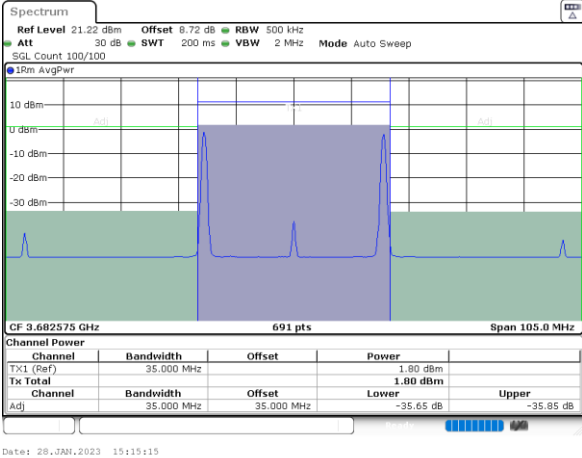 Spectrum
Ref Level 21.22 dBm Offset 8.72 dB RBW 500 kHz
Att 30 dB SWT 200 ms VBW 2 MHz Mode Auto Sweep
SGL Count 100/100
1Rm AvgPwr
10 dBm
Adj Adj
0 dBm
-10 dBm
-20 dBm
-30 dBm
CF 3.682575 GHz 691 pts Span 105.0 MHz
Channel Power
Channel Bandwidth Offset Power
TX1 (Ref) 35.000 MHz 1.80 dBm
Tx Total 1.80 dBm
Channel Bandwidth Offset Lower Upper
Adj 35.000 MHz 35.000 MHz -35.65 dB -35.85 dB
Ready
Date: 28.JAN.2023 15:15:15